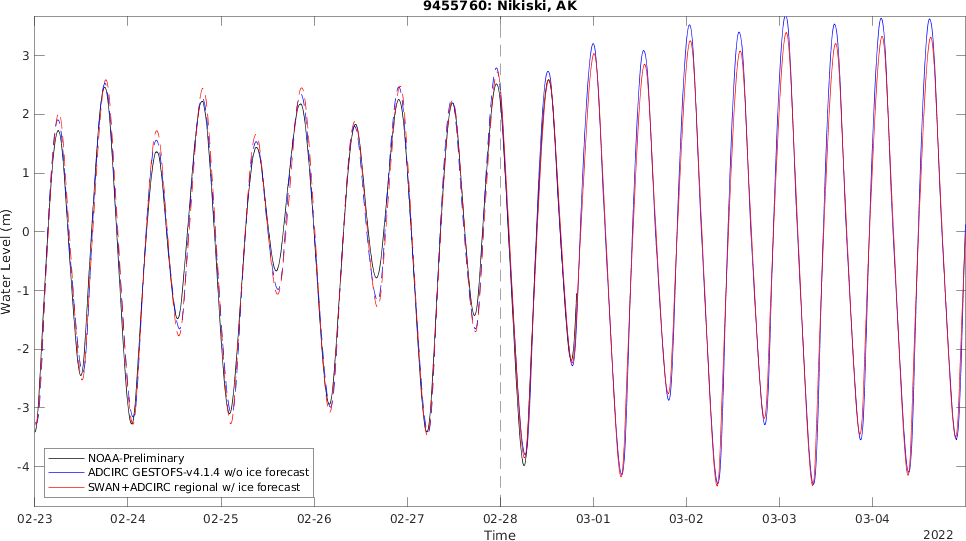 9455760: Nikiski, AK
3
2
1
0
-1
-2
-3
-4
Water Level (m)
NOAA-Preliminary
ADCIRC GESTOFS-v4.1.4 w/o ice forecast
SWAN+ADCIRC regional w/ ice forecast
02-23 02-24 02-25 02-26 02-27 02-28 03-01 03-02 03-03 03-04
Time
2022